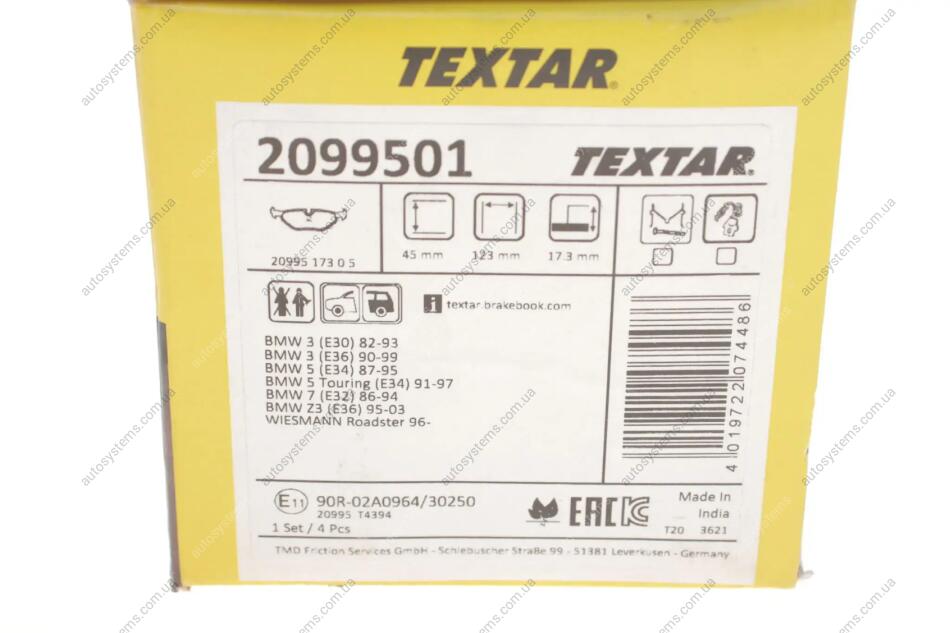 TEXTAR
2099501
TEXTAR
20995 173 0 5
45 mm
123 mm
17.3 mm
i textar.brakebook.com
BMW 3 (E30) 82-93
BMW 3 (E36) 90-99
BMW 5 (E34) 87-95
BMW 5 Touring (E34) 91-97
BMW 7 (E32) 86-94
BMW Z3 (E36) 95-03
WIESMANN Roadster 96-
4 019722 074486
E11 90R-02A0964/30250
20995 T4394
1 Set / 4 Pcs
EAC
Made In
India
T20 3621
TMD Friction Services GmbH - Schlebuscher Straße 99 - 51381 Leverkusen - Germany
autosystems.com.ua